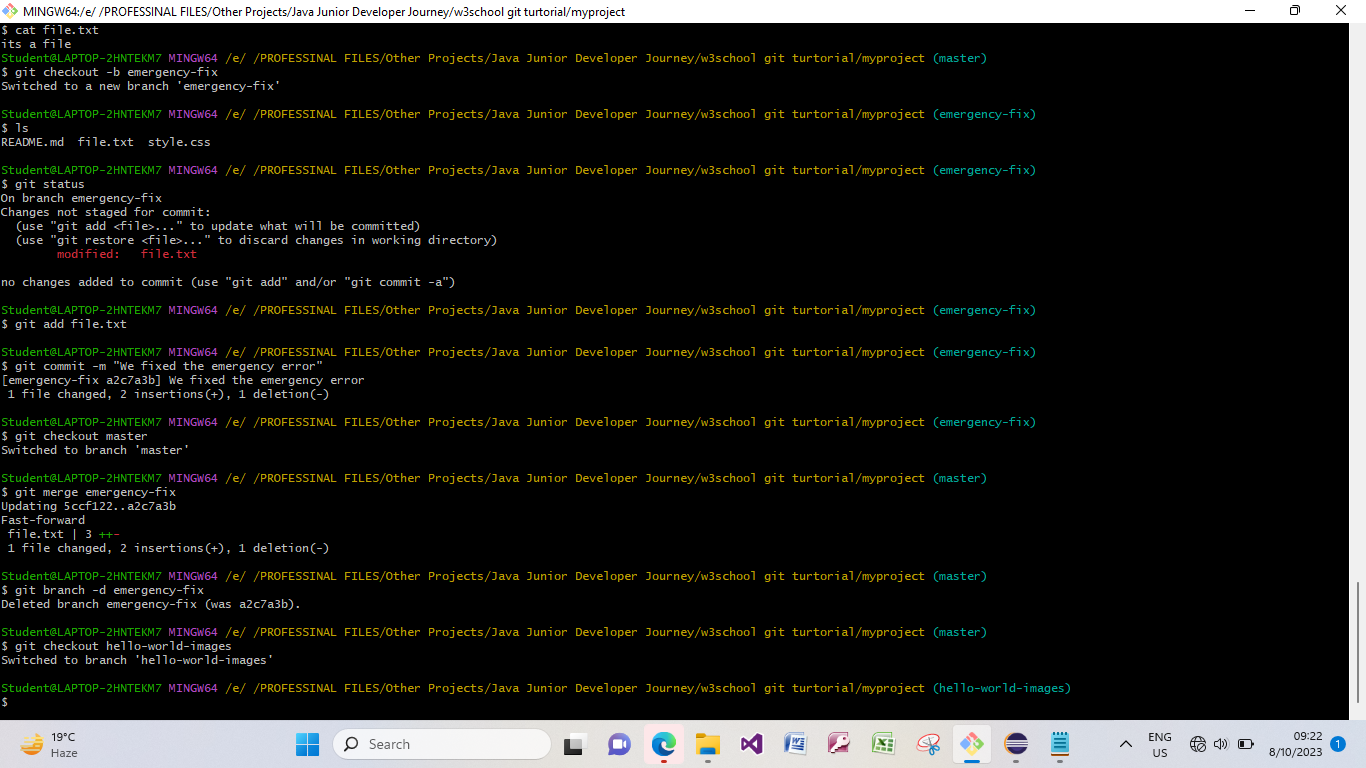 MINGW64:/e/ /PROFESSINAL FILES/Other Projects/Java Junior Developer Journey/w3school git turtorial/myproject
$ cat file.txt
its a file
Student@LAPTOP-2HNTEKM7 MINGW64 /e/ /PROFESSINAL FILES/Other Projects/Java Junior Developer Journey/w3school git turtorial/myproject (master)
$ git checkout -b emergency-fix
Switched to a new branch 'emergency-fix'
Student@LAPTOP-2HNTEKM7 MINGW64 /e/ /PROFESSINAL FILES/Other Projects/Java Junior Developer Journey/w3school git turtorial/myproject (emergency-fix)
$ ls
README.md  file.txt  style.css
Student@LAPTOP-2HNTEKM7 MINGW64 /e/ /PROFESSINAL FILES/Other Projects/Java Junior Developer Journey/w3school git turtorial/myproject (emergency-fix)
$ git status
On branch emergency-fix
Changes not staged for commit:
  (use "git add <file>..." to update what will be committed)
  (use "git restore <file>..." to discard changes in working directory)
        modified:   file.txt
no changes added to commit (use "git add" and/or "git commit -a")
Student@LAPTOP-2HNTEKM7 MINGW64 /e/ /PROFESSINAL FILES/Other Projects/Java Junior Developer Journey/w3school git turtorial/myproject (emergency-fix)
$ git add file.txt
Student@LAPTOP-2HNTEKM7 MINGW64 /e/ /PROFESSINAL FILES/Other Projects/Java Junior Developer Journey/w3school git turtorial/myproject (emergency-fix)
$ git commit -m "We fixed the emergency error"
[emergency-fix a2c7a3b] We fixed the emergency error
 1 file changed, 2 insertions(+), 1 deletion(-)
Student@LAPTOP-2HNTEKM7 MINGW64 /e/ /PROFESSINAL FILES/Other Projects/Java Junior Developer Journey/w3school git turtorial/myproject (emergency-fix)
$ git checkout master
Switched to branch 'master'
Student@LAPTOP-2HNTEKM7 MINGW64 /e/ /PROFESSINAL FILES/Other Projects/Java Junior Developer Journey/w3school git turtorial/myproject (master)
$ git merge emergency-fix
Updating 5ccf122..a2c7a3b
Fast-forward
 file.txt | 3 ++-
 1 file changed, 2 insertions(+), 1 deletion(-)
Student@LAPTOP-2HNTEKM7 MINGW64 /e/ /PROFESSINAL FILES/Other Projects/Java Junior Developer Journey/w3school git turtorial/myproject (master)
$ git branch -d emergency-fix
Deleted branch emergency-fix (was a2c7a3b).
Student@LAPTOP-2HNTEKM7 MINGW64 /e/ /PROFESSINAL FILES/Other Projects/Java Junior Developer Journey/w3school git turtorial/myproject (master)
$ git checkout hello-world-images
Switched to branch 'hello-world-images'
Student@LAPTOP-2HNTEKM7 MINGW64 /e/ /PROFESSINAL FILES/Other Projects/Java Junior Developer Journey/w3school git turtorial/myproject (hello-world-images)
$
19°C
Haze
Search
ENG
US
09:22
8/10/2023
1